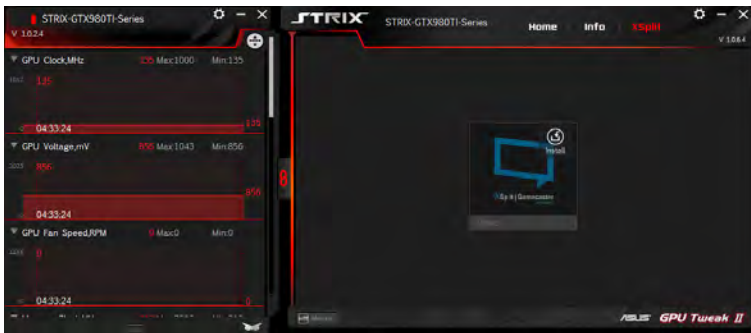 STRIX-GTX980TI-Series
V 1.0.2.4
GPU Clock,MHz 135 Max:1000 Min:135
135
04:33:24
135
GPU Voltage,mV 856 Max:1043 Min:856
856
04:33:24
856
GPU Fan Speed,RPM 0 Max:0 Min:0
0
04:33:24
0
STRIX STRIX-GTX980TI-Series
Home Info XSplit
V 1.0.6.4
Install
XSplit | Gamecaster
ASUS GPU Tweak II